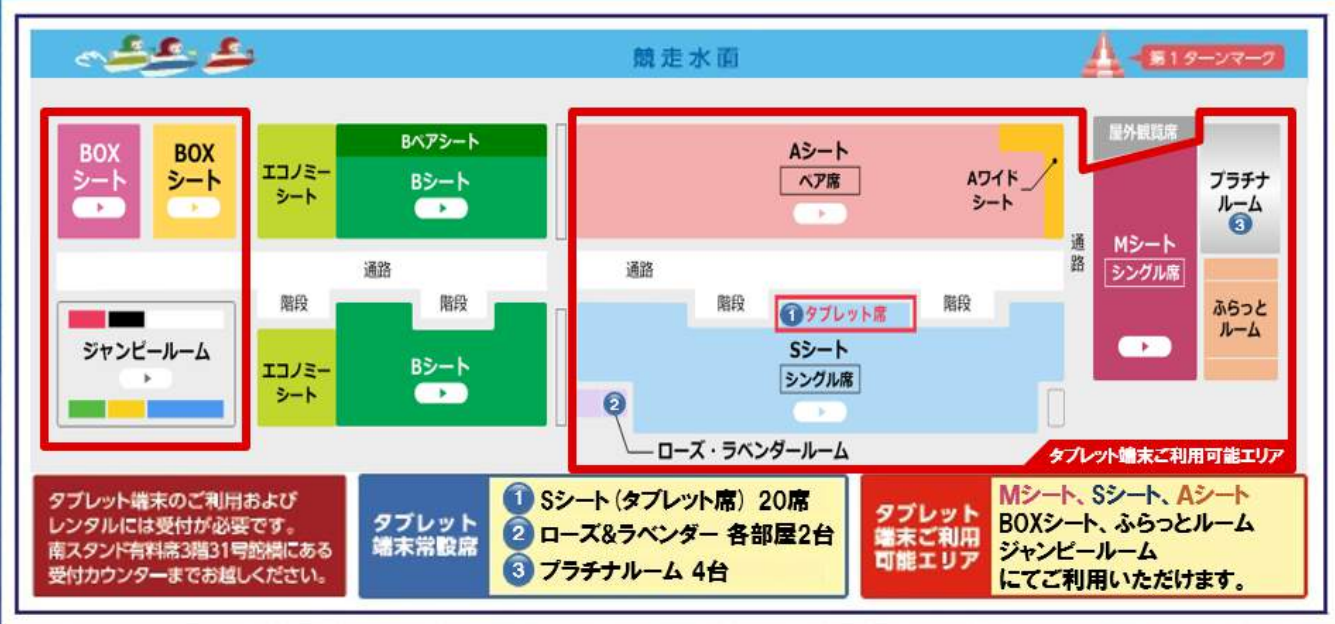 競走水面
第1ターンマーク
BOX
シート
BOX
シート
エコノミー
シート
Bペアシート
Bシート
Aシート
ペア席
Aワイド
シート
屋外観覧席
プラチナ
ルーム
3
通路
通路
通路
Mシート
シングル席
階段
階段
階段
階段
1タブレット席
ふらっと
ルーム
ジャンピールーム
エコノミー
シート
Bシート
Sシート
シングル席
2
ローズ・ラベンダールーム
タブレット端末ご利用可能エリア
タブレット端末のご利用および
レンタルには受付が必要です。
南スタンド有料席3階31号館横にある
受付カウンターまでお越しください。
タブレット
端末常設席
1 Sシート(タブレット席) 20席
2 ローズ&ラベンダー 各部屋2台
3 プラチナルーム 4台
タブレット
端末ご利用
可能エリア
Mシート、Sシート、Aシート
BOXシート、ふらっとルーム
ジャンピールーム
にてご利用いただけます。